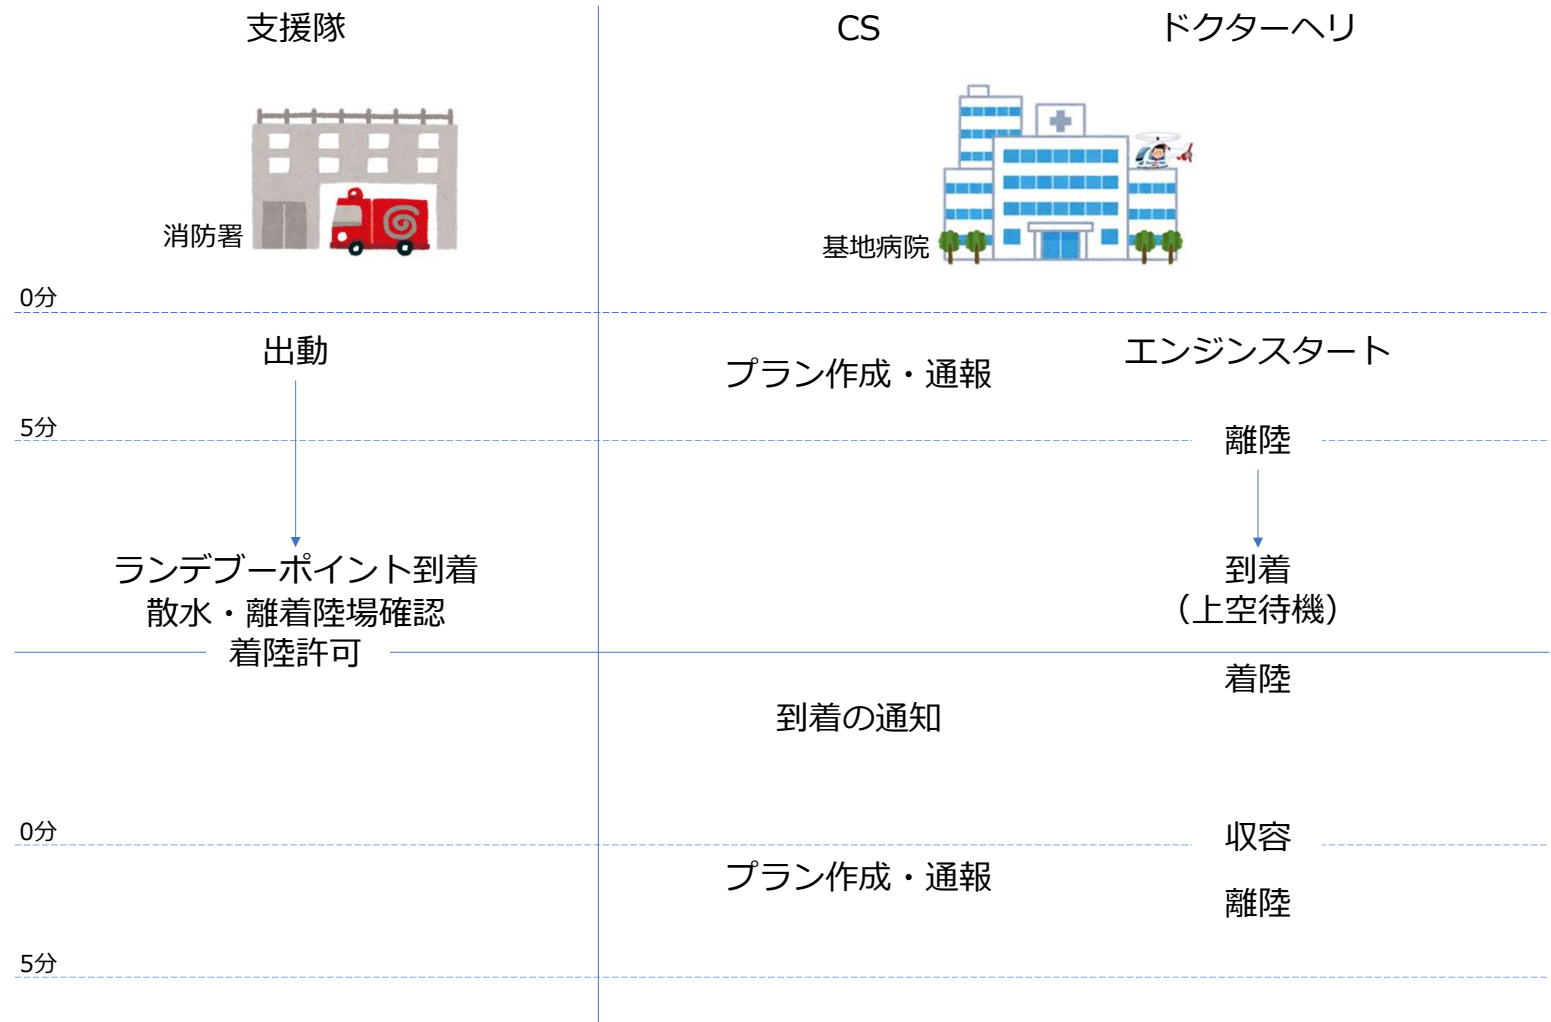 支援隊
CS
ドクターヘリ
消防署
基地病院
0分
出動
プラン作成・通報
エンジンスタート
5分
離陸
ランデブーポイント到着
散水・離着陸場確認
着陸許可
到着
（上空待機）
着陸
到着の通知
0分
収容
プラン作成・通報
離陸
5分